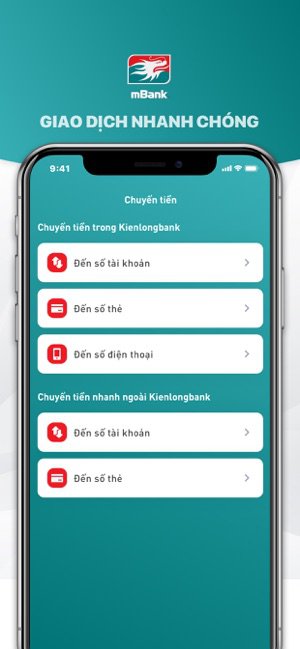 mBank
GIAO DỊCH NHANH CHÓNG
9:41
Chuyển tiền
Chuyển tiền trong Kienlongbank
Đến số tài khoản
Đến số thẻ
Đến số điện thoại
Chuyển tiền nhanh ngoài Kienlongbank
Đến số tài khoản
Đến số thẻ